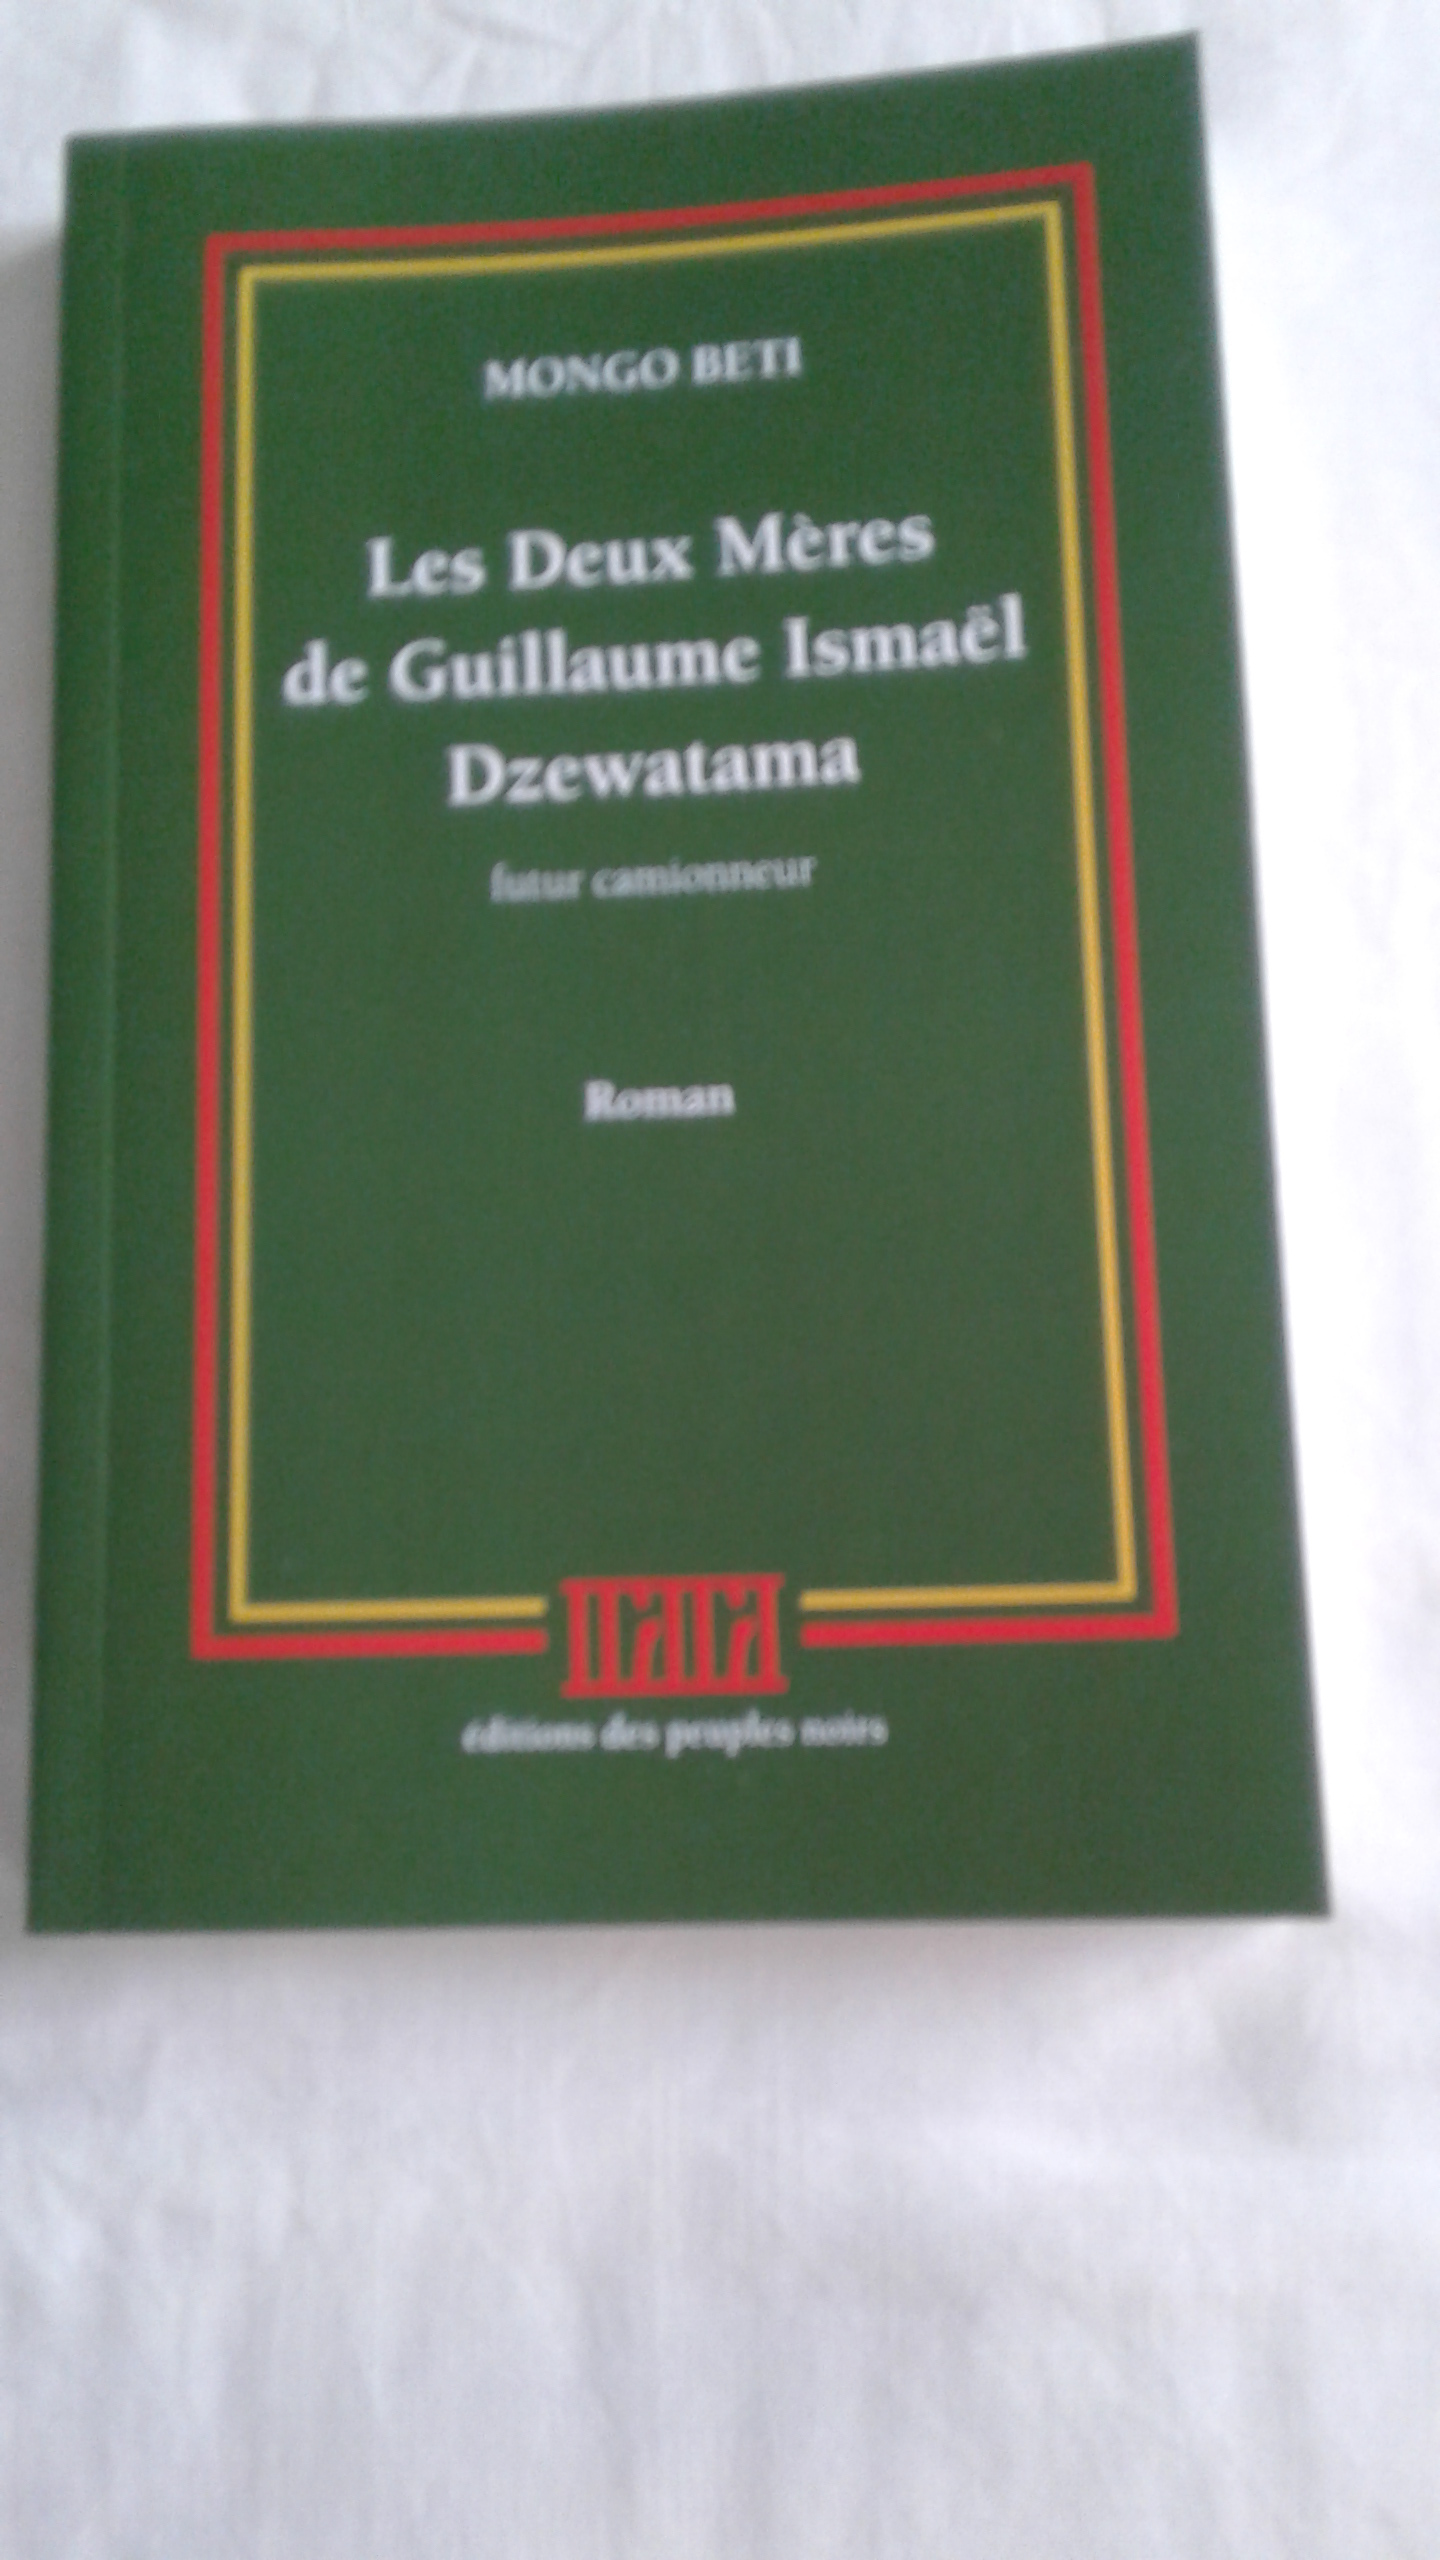 MONGO BETI
Les Deux Mères
de Guillaume Ismaël
Dzewatama
futur camionneur
Roman
éditions des peuples noirs